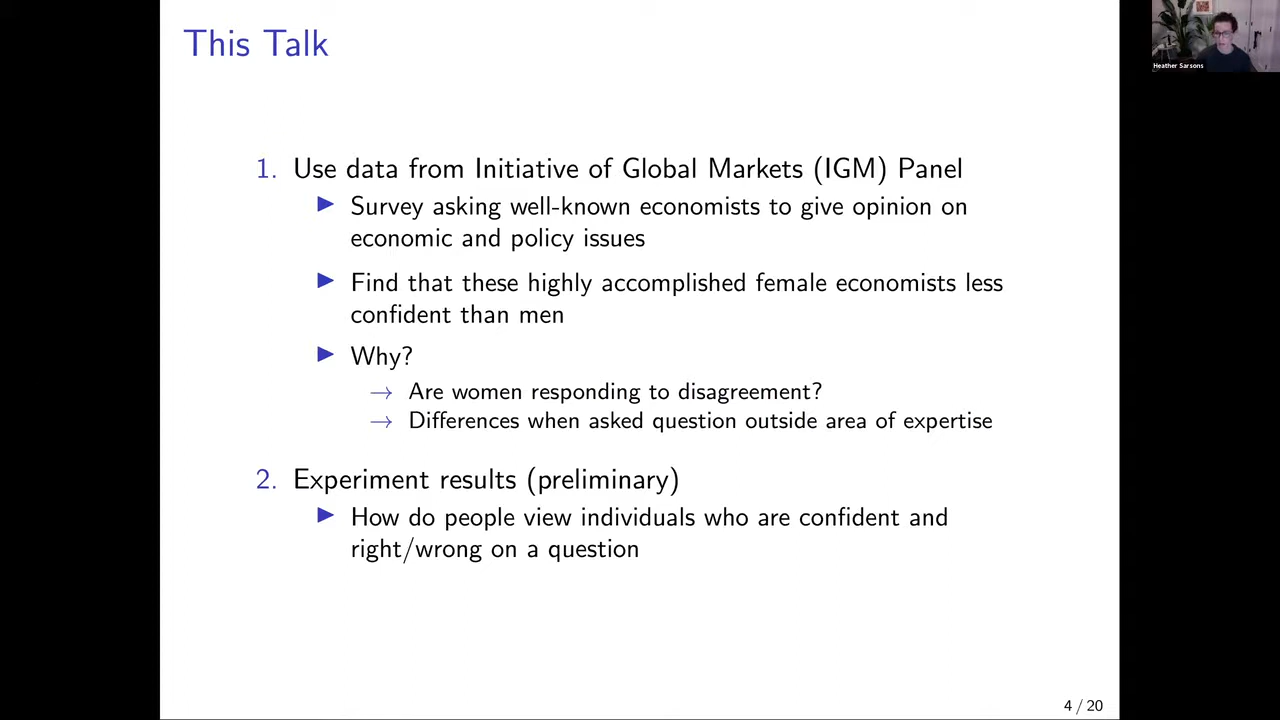 This Talk
Heather Sarsons
1. Use data from Initiative of Global Markets (IGM) Panel
▶ Survey asking well-known economists to give opinion on
economic and policy issues
▶ Find that these highly accomplished female economists less
confident than men
▶ Why?
→ Are women responding to disagreement?
→ Differences when asked question outside area of expertise
2. Experiment results (preliminary)
▶ How do people view individuals who are confident and
right/wrong on a question
4 / 20